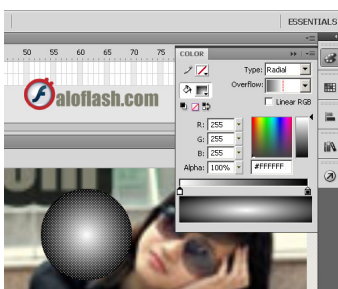 ESSENTIALS
50 55 60 65 70 75
COLOR
Type: Radial
Overflow:
Linear RGB
R: 255
G: 255
B: 255
Alpha: 100% #FFFFFF
aloflash.com